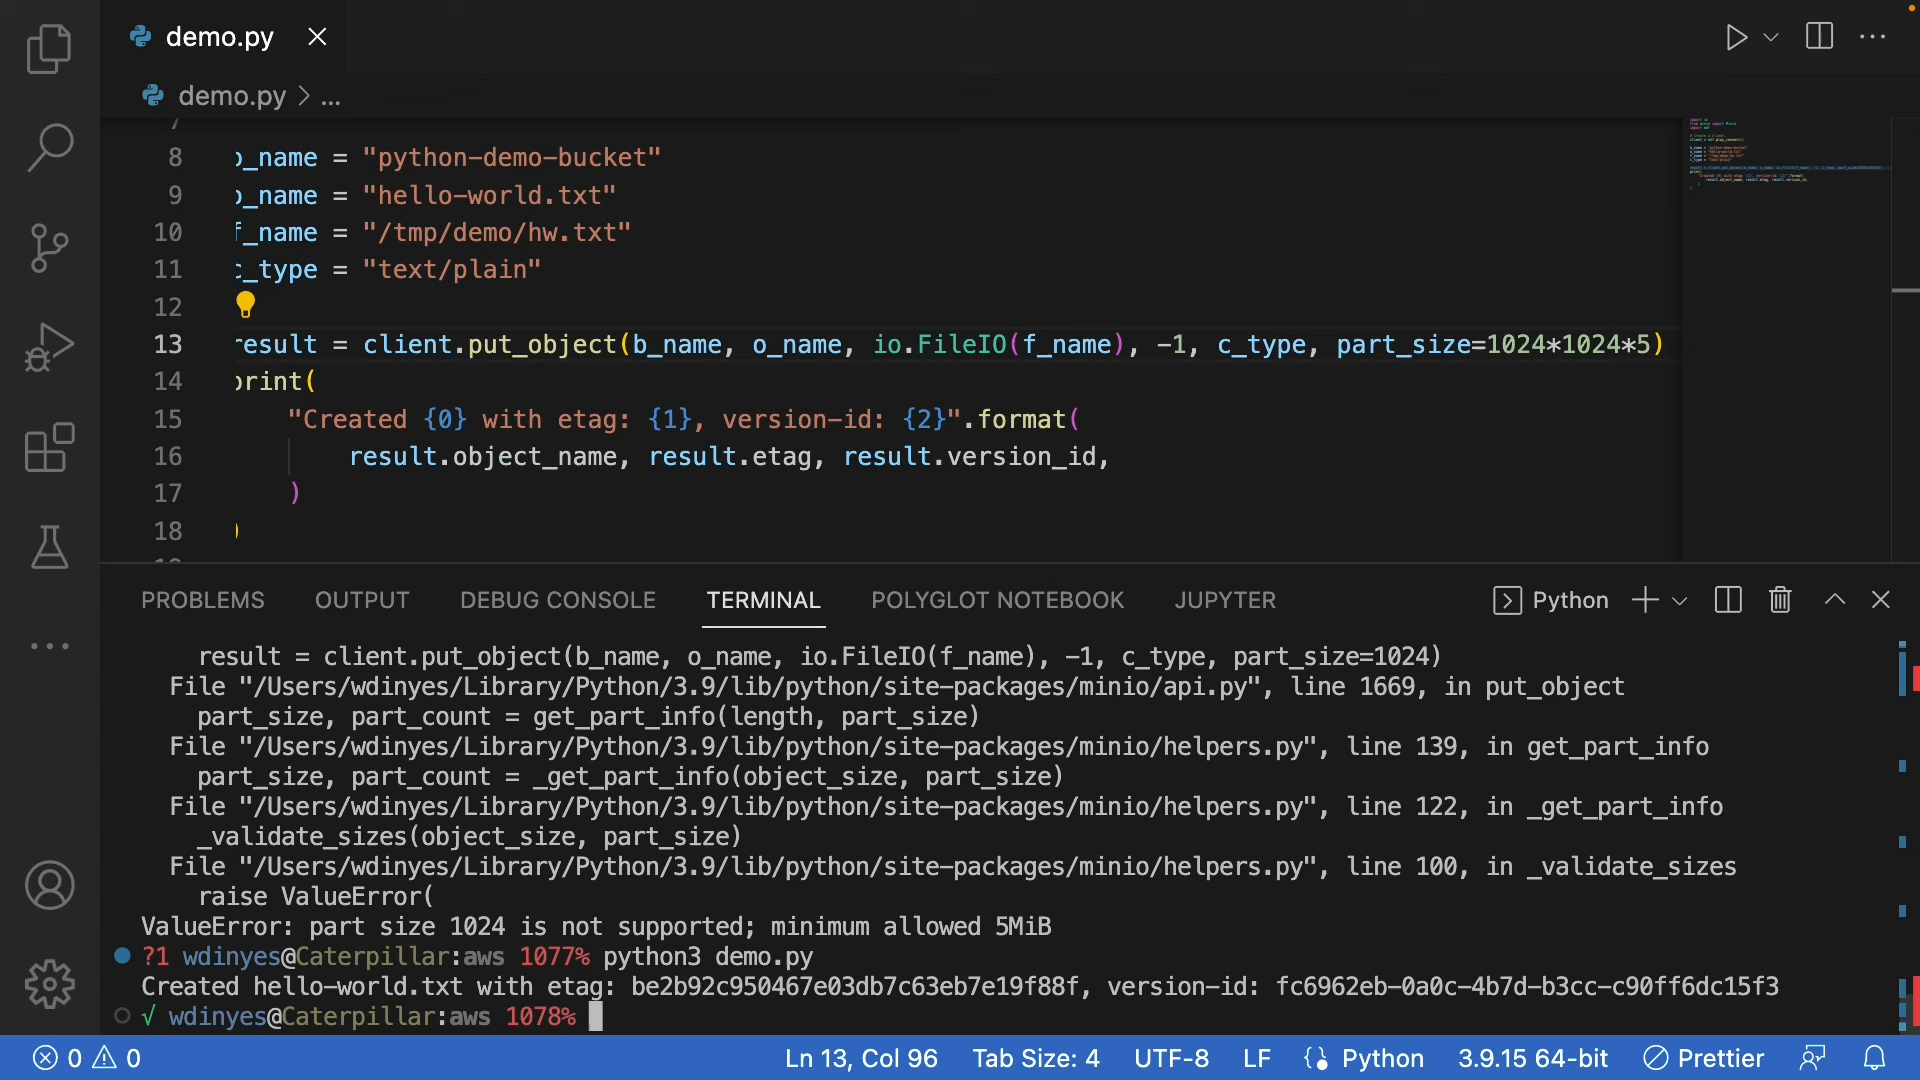 demo.py
demo.py > ...
7
8 b_name = "python-demo-bucket"
9 o_name = "hello-world.txt"
10 f_name = "/tmp/demo/hw.txt"
11 c_type = "text/plain"
12
13 result = client.put_object(b_name, o_name, io.FileIO(f_name), -1, c_type, part_size=1024*1024*5)
14 print(
15 "Created {0} with etag: {1}, version-id: {2}".format(
16 result.object_name, result.etag, result.version_id,
17 )
18 )
PROBLEMS OUTPUT DEBUG CONSOLE TERMINAL POLYGLOT NOTEBOOK JUPYTER Python
result = client.put_object(b_name, o_name, io.FileIO(f_name), -1, c_type, part_size=1024)
File "/Users/wdinyes/Library/Python/3.9/lib/python/site-packages/minio/api.py", line 1669, in put_object
part_size, part_count = get_part_info(length, part_size)
File "/Users/wdinyes/Library/Python/3.9/lib/python/site-packages/minio/helpers.py", line 139, in get_part_info
part_size, part_count = _get_part_info(object_size, part_size)
File "/Users/wdinyes/Library/Python/3.9/lib/python/site-packages/minio/helpers.py", line 122, in _get_part_info
_validate_sizes(object_size, part_size)
File "/Users/wdinyes/Library/Python/3.9/lib/python/site-packages/minio/helpers.py", line 100, in _validate_sizes
raise ValueError(
ValueError: part size 1024 is not supported; minimum allowed 5MiB
?1 wdinyes@Caterpillar:aws 1077% python3 demo.py
Created hello-world.txt with etag: be2b92c950467e03db7c63eb7e19f88f, version-id: fc6962eb-0a0c-4b7d-b3cc-c90ff6dc15f3
√ wdinyes@Caterpillar:aws 1078%
0 0 Ln 13, Col 96 Tab Size: 4 UTF-8 LF Python 3.9.15 64-bit Prettier